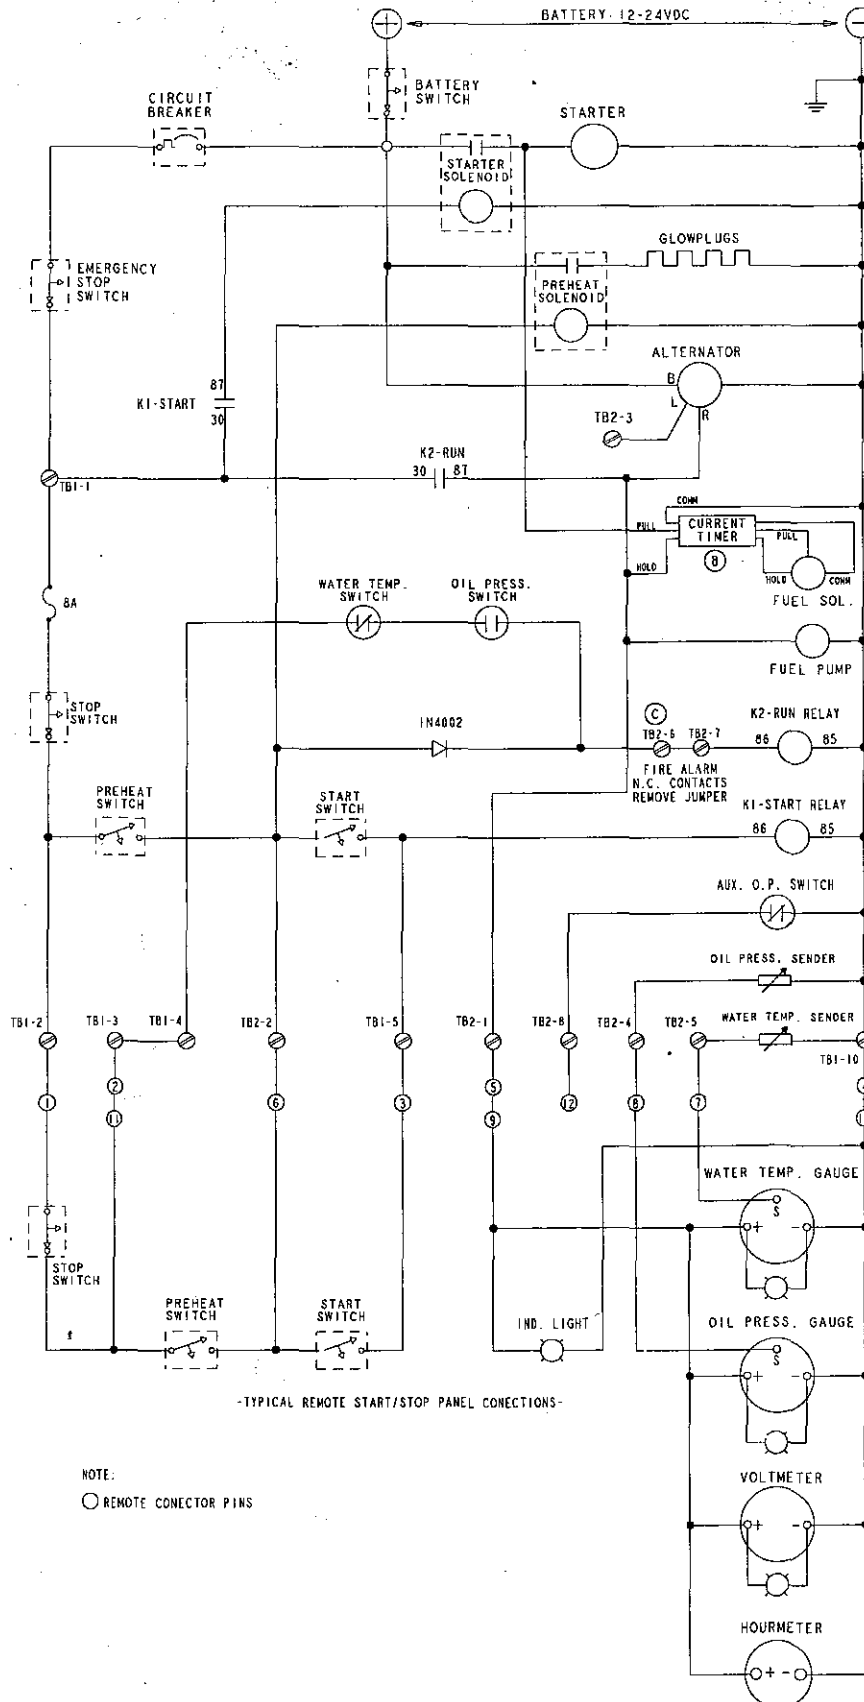 BATTERY 12-24VDC
+
-
BATTERY
SWITCH
CIRCUIT
BREAKER
STARTER
STARTER
SOLENOID
GLOWPLUGS
EMERGENCY
STOP
SWITCH
PREHEAT
SOLENOID
ALTERNATOR
B
L
R
87
K1-START
30
TB2-3
K2-RUN
30 87
TB1-1
COMM
PULL
CURRENT
TIMER
PULL
B
HOLD
HOLD
COMM
FUEL SOL.
WATER TEMP.
SWITCH
OIL PRESS.
SWITCH
8A
FUEL PUMP
STOP
SWITCH
1N4002
C
TB2-6 TB2-7
K2-RUN RELAY
86 85
FIRE ALARM
N.C. CONTACTS
REMOVE JUMPER
PREHEAT
SWITCH
START
SWITCH
K1-START RELAY
86 85
AUX. O.P. SWITCH
OIL PRESS. SENDER
TB1-2
TB1-3
TB1-4
TB2-2
TB1-5
TB2-1
TB2-8
TB2-4
TB2-5
WATER TEMP. SENDER
TB1-10
1
2
11
6
3
5
9
12
8
7
WATER TEMP. GAUGE
S
+ -
STOP
SWITCH
PREHEAT
SWITCH
START
SWITCH
IND. LIGHT
OIL PRESS. GAUGE
S
+ -
-TYPICAL REMOTE START/STOP PANEL CONECTIONS-
NOTE:
REMOTE CONECTOR PINS
VOLTMETER
+ -
HOURMETER
+ -